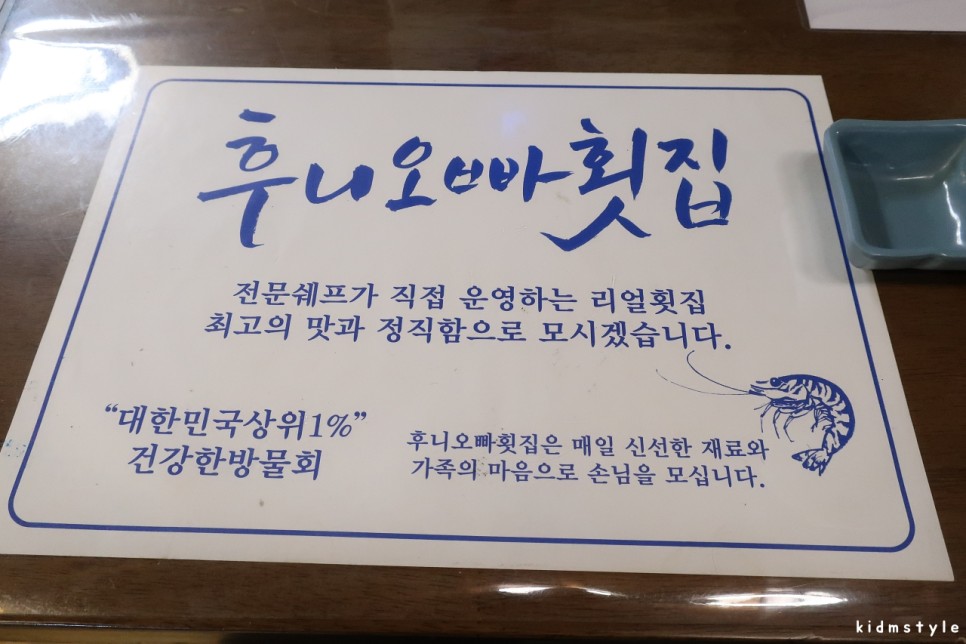 후니오빠횟집
전문쉐프가 직접 운영하는 리얼횟집
최고의 맛과 정직함으로 모시겠습니다.
“대한민국상위1%”
건강한방물회
후니오빠횟집은 매일 신선한 재료와
가족의 마음으로 손님을 모십니다.
kidmstyle